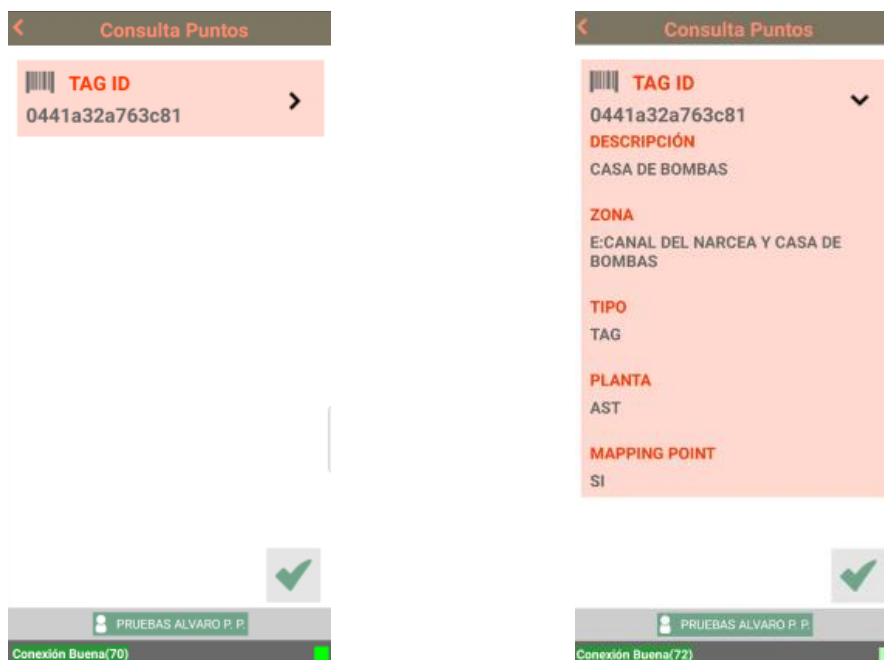 Consulta Puntos
TAG ID
0441a32a763c81
PRUEBAS ALVARO P. P.
Conexión Buena(70)
Consulta Puntos
TAG ID
0441a32a763c81
DESCRIPCIÓN
CASA DE BOMBAS
ZONA
E:CANAL DEL NARCEA Y CASA DE
BOMBAS
TIPO
TAG
PLANTA
AST
MAPPING POINT
SI
PRUEBAS ALVARO P. P.
Conexión Buena(72)